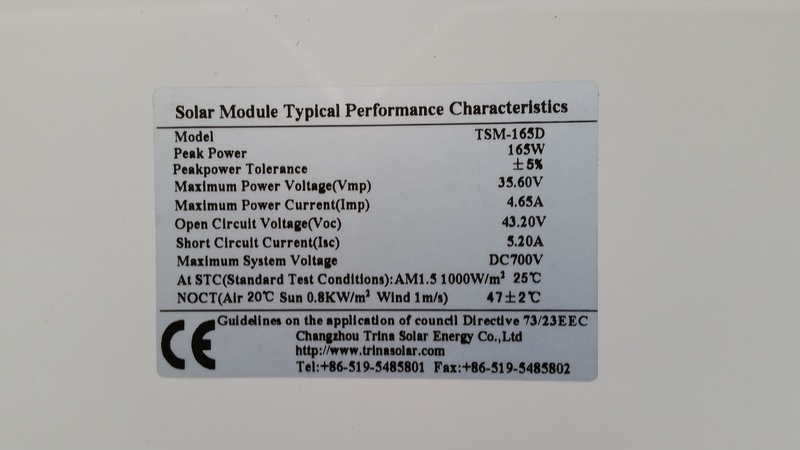 Solar Module Typical Performance Characteristics
Model TSM-165D
Peak Power 165W
Peakpower Tolerance ±5%
Maximum Power Voltage(Vmp) 35.60V
Maximum Power Current(Imp) 4.65A
Open Circuit Voltage(Voc) 43.20V
Short Circuit Current(Isc) 5.20A
Maximum System Voltage DC700V
At STC(Standard Test Conditions):AM1.5 1000W/m² 25℃
NOCT(Air 20℃ Sun 0.8KW/m² Wind 1m/s) 47±2℃
CE Guidelines on the application of council Directive 73/23EEC
Changzhou Trina Solar Energy Co.,Ltd
http://www.trinasolar.com
Tel:+86-519-5485801 Fax:+86-519-5485802